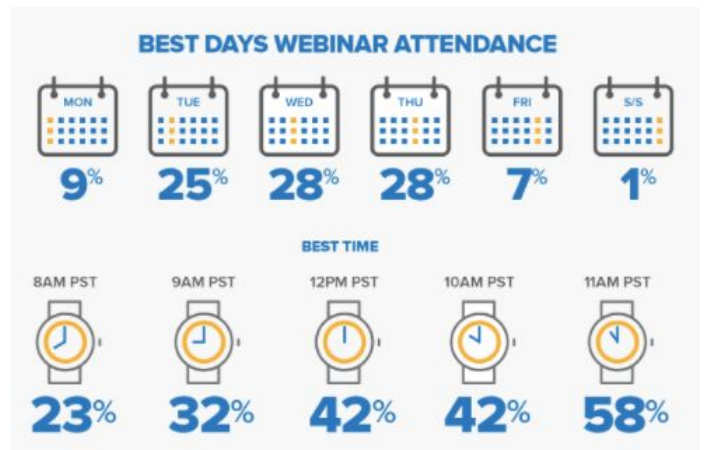 BEST DAYS WEBINAR ATTENDANCE
MON TUE WED THU FRI S/S
9% 25% 28% 28% 7% 1%
BEST TIME
8AM PST 9AM PST 12PM PST 10AM PST 11AM PST
23% 32% 42% 42% 58%